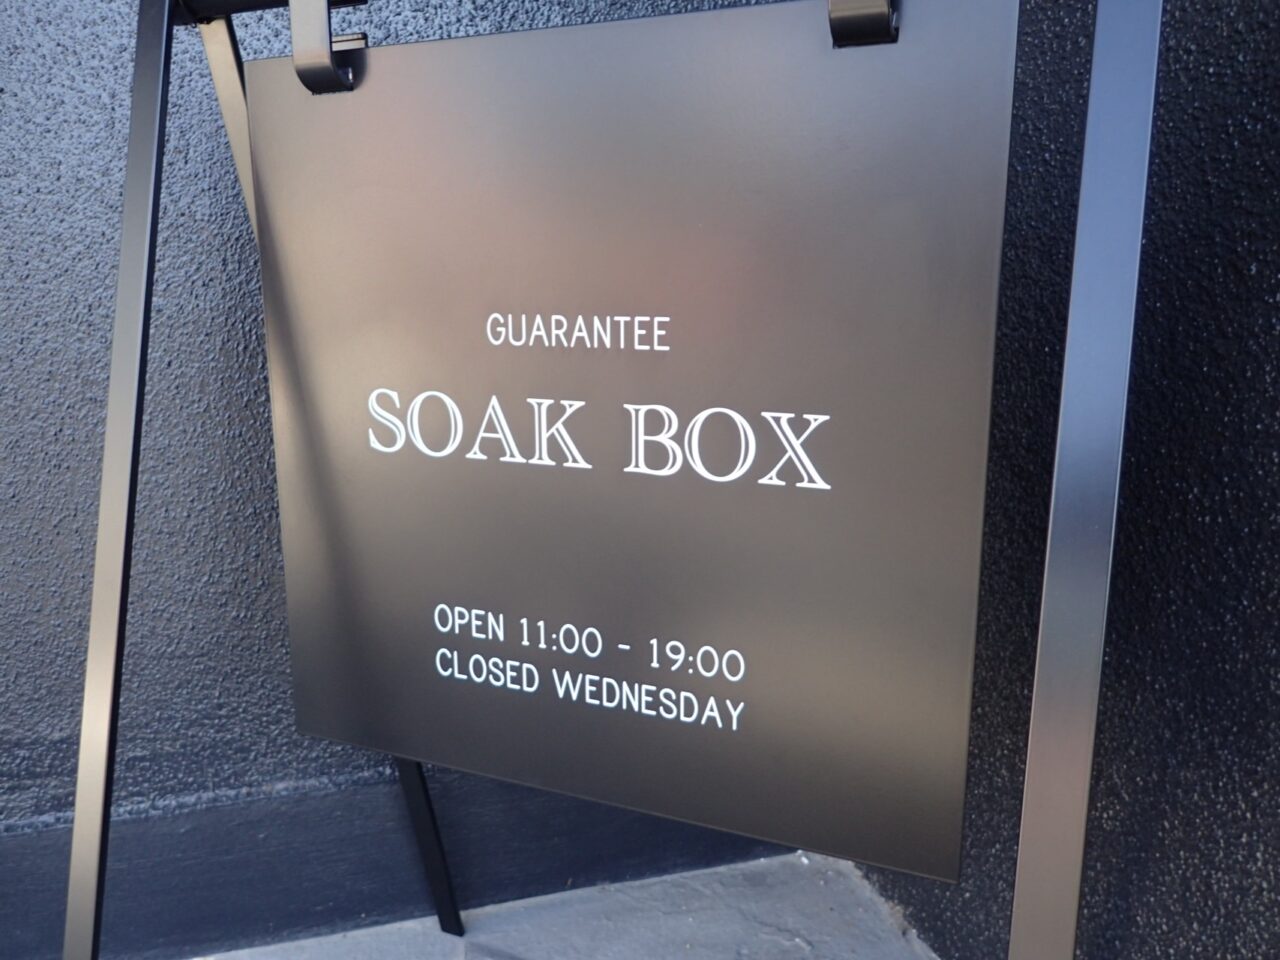 GUARANTEE
SOAK BOX
OPEN 11:00 - 19:00
CLOSED WEDNESDAY